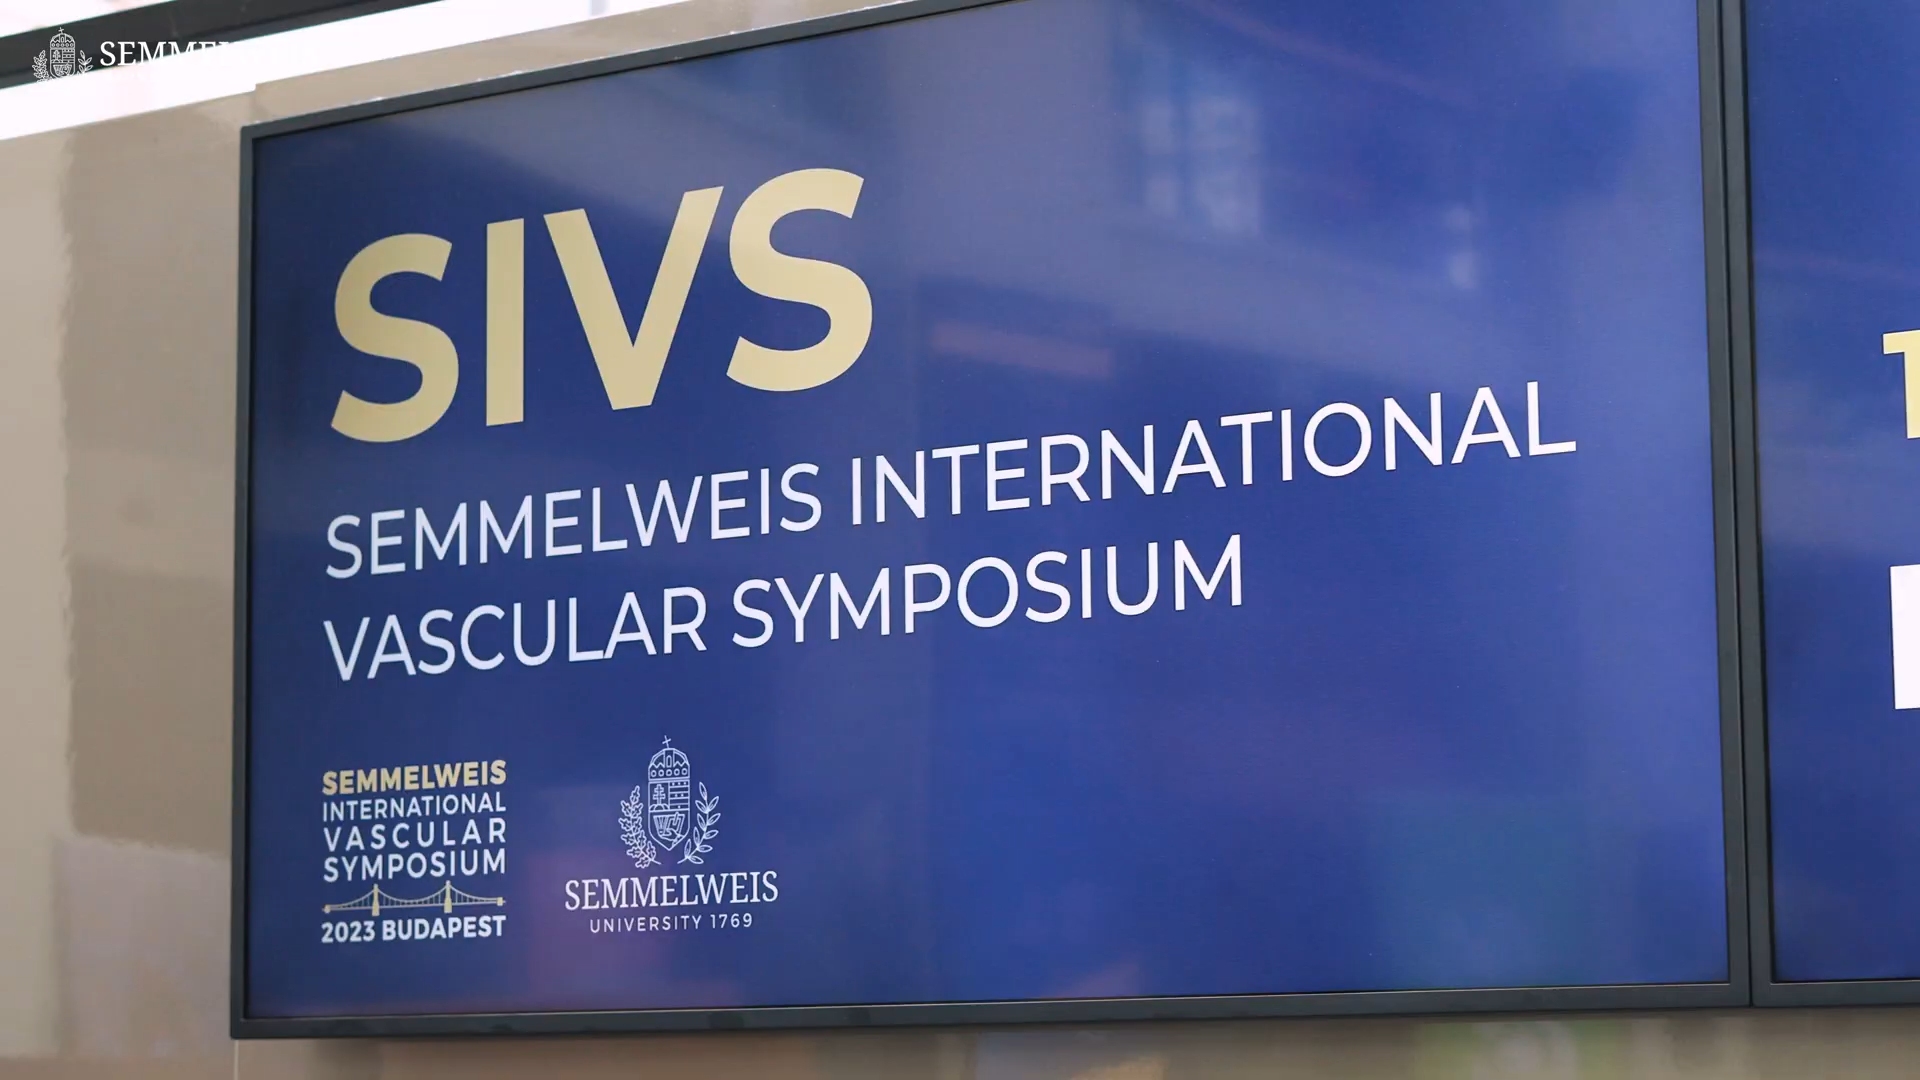 SIVS
SEMMELWEIS INTERNATIONAL
VASCULAR SYMPOSIUM
SEMMELWEIS
INTERNATIONAL
VASCULAR
SYMPOSIUM
2023 BUDAPEST
SEMMELWEIS
UNIVERSITY 1769